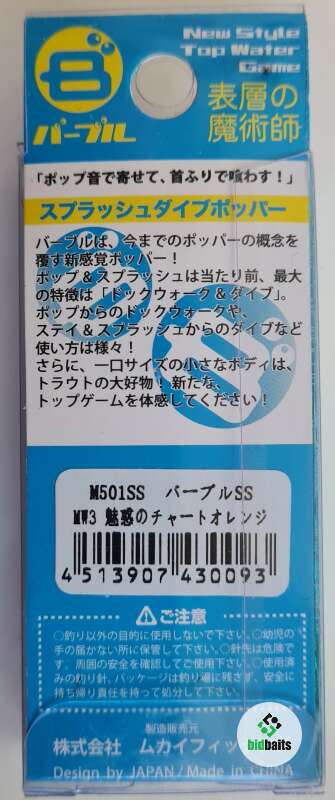 New Style
Top Water
Game
バーブル
表層の
魔術師
「ポップ音で寄せて、首ふりで喰わす！」
スプラッシュダイブポッパー
バーブルは、今までのポッパーの概念を
覆す新感覚ポッパー！
ポップ＆スプラッシュは当たり前、最大
の特徴は「ドックウォーク＆ダイブ」。
ポップからのドックウォークや、
ステイ＆スプラッシュからのダイブなど
使い方は様々！
さらに、一口サイズの小さなボディは、
トラウトの大好物！新たな、
トップゲームを体感してください！
M501SS バーブルSS
MW3 魅惑のチャートオレンジ
4513907430093
ご注意
○釣り以外の目的に使用しないで下さい。○幼児の
手の届かない所に保管して下さい。○針先は危険で
す。周囲の安全を確認してご使用下さい。○使用済
みの釣り針、パッケージは釣り場に残さず、安全に
持ち帰り責任を持って処分して下さい。
製造販売元
株式会社 ムカイフィッ
Design by JAPAN/Made in CHINA
bidbaits